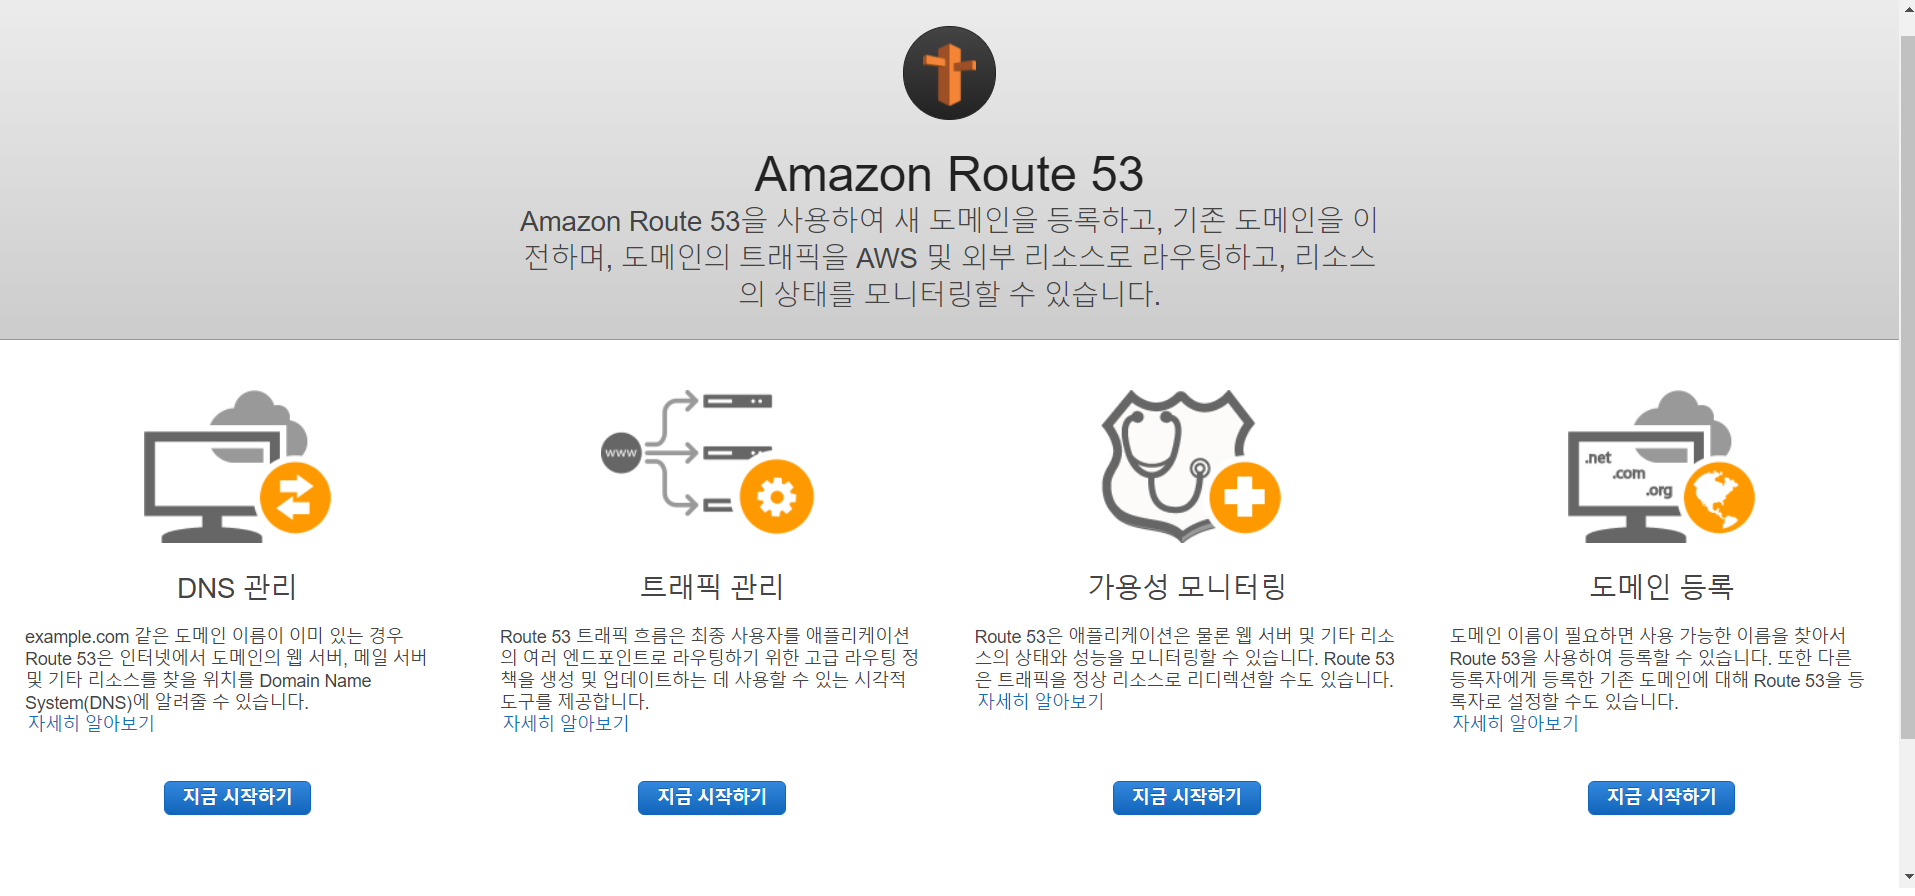 Amazon Route 53
Amazon Route 53을 사용하여 새 도메인을 등록하고, 기존 도메인을 이
전하며, 도메인의 트래픽을 AWS 및 외부 리소스로 라우팅하고, 리소스
의 상태를 모니터링할 수 있습니다.
DNS 관리
example.com 같은 도메인 이름이 이미 있는 경우
Route 53은 인터넷에서 도메인의 웹 서버, 메일 서버
및 기타 리소스를 찾을 위치를 Domain Name
System(DNS)에 알려줄 수 있습니다.
자세히 알아보기
지금 시작하기
www
트래픽 관리
Route 53 트래픽 흐름은 최종 사용자를 애플리케이션
의 여러 엔드포인트로 라우팅하기 위한 고급 라우팅 정
책을 생성 및 업데이트하는 데 사용할 수 있는 시각적
도구를 제공합니다.
자세히 알아보기
지금 시작하기
가용성 모니터링
Route 53은 애플리케이션은 물론 웹 서버 및 기타 리소
스의 상태와 성능을 모니터링할 수 있습니다. Route 53
은 트래픽을 정상 리소스로 리디렉션할 수도 있습니다.
자세히 알아보기
지금 시작하기
.net
.com
.org
도메인 등록
도메인 이름이 필요하면 사용 가능한 이름을 찾아서
Route 53을 사용하여 등록할 수 있습니다. 또한 다른
등록자에게 등록한 기존 도메인에 대해 Route 53을 등
록자로 설정할 수도 있습니다.
자세히 알아보기
지금 시작하기